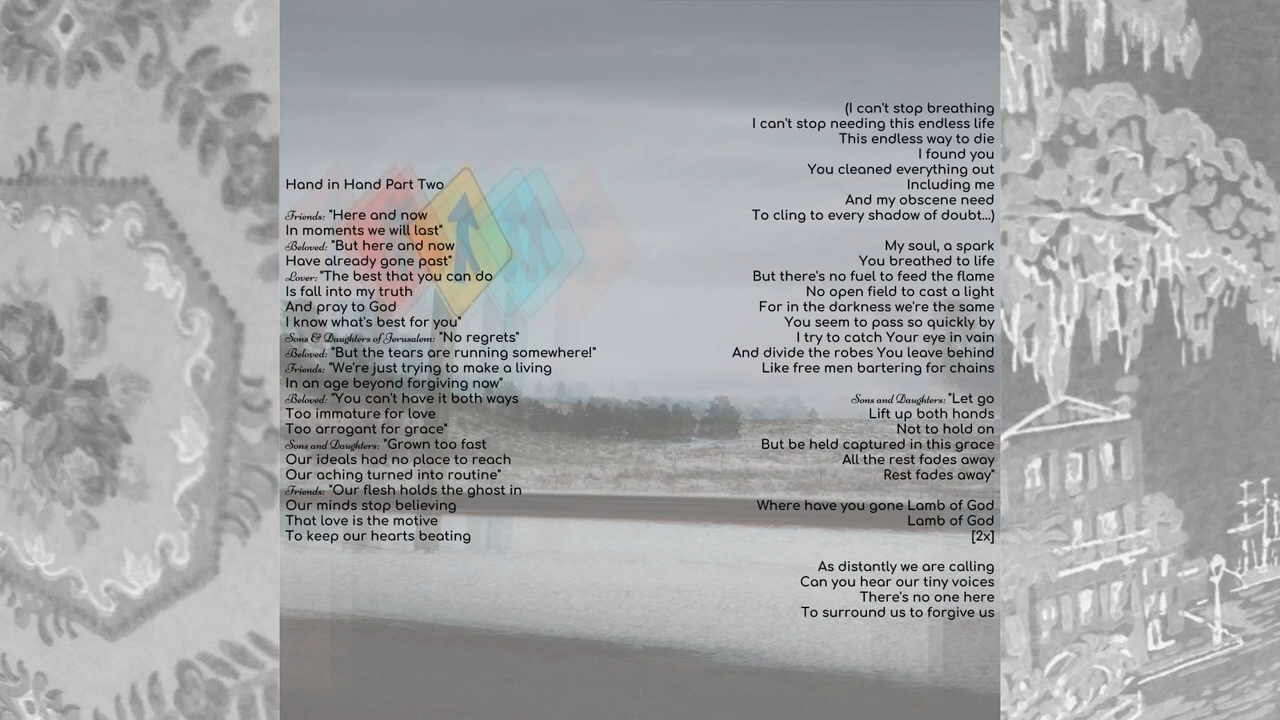 Hand in Hand Part Two
Friends: "Here and now
In moments we will last"
Beloved: "But here and now
Have already gone past"
Lover: "The best that you can do
Is fall into my truth
And pray to God
I know what's best for you"
Sons & Daughters of Jerusalem: "No regrets"
Beloved: "But the tears are running somewhere!"
Friends: "We're just trying to make a living
In an age beyond forgiving now"
Beloved: "You can't have it both ways
Too immature for love
Too arrogant for grace"
Sons and Daughters: "Grown too fast
Our ideals had no place to reach
Our aching turned into routine"
Friends: "Our flesh holds the ghost in
Our minds stop believing
That love is the motive
To keep our hearts beating
(I can't stop breathing
I can't stop needing this endless life
This endless way to die
I found you
You cleaned everything out
Including me
And my obscene need
To cling to every shadow of doubt...)
My soul, a spark
You breathed to life
But there's no fuel to feed the flame
No open field to cast a light
For in the darkness we're the same
You seem to pass so quickly by
I try to catch Your eye in vain
And divide the robes You leave behind
Like free men bartering for chains
Sons and Daughters: "Let go
Lift up both hands
Not to hold on
But be held captured in this grace
All the rest fades away
Rest fades away"
Where have you gone Lamb of God
Lamb of God
[2x]
As distantly we are calling
Can you hear our tiny voices
There's no one here
To surround us to forgive us